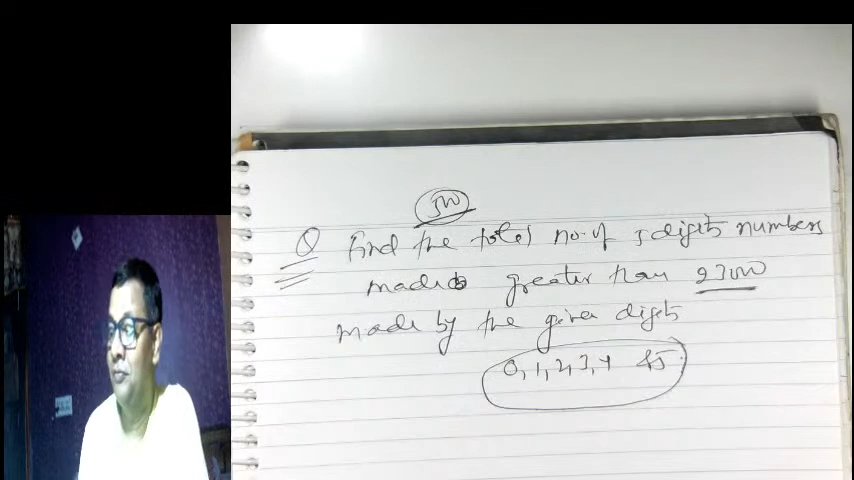 Q Find the total no. of 5 digits numbers
made greater than 23000
made by the given digits
0, 1, 2, 3, 4 & 5